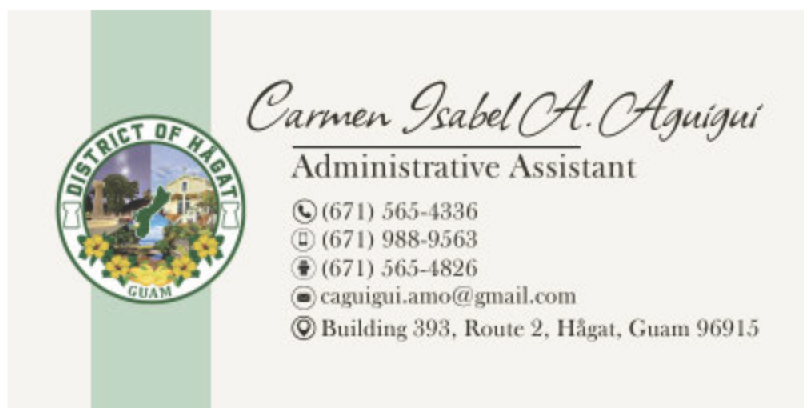 DISTRICT OF HÅGAT
GUAM
Carmen Isabel A. Aguigui
Administrative Assistant
(671) 565-4336
(671) 988-9563
(671) 565-4826
caguigui.amo@gmail.com
Building 393, Route 2, Hågat, Guam 96915